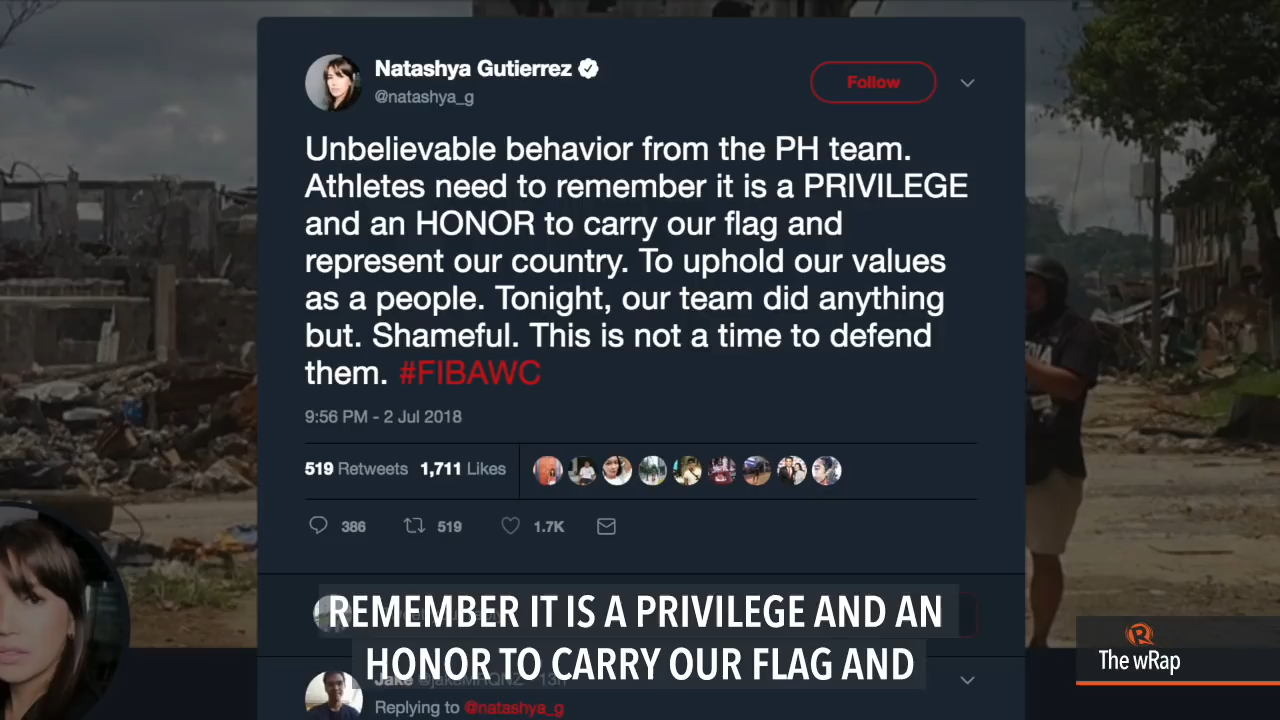 Natashya Gutierrez
@natashya_g
Follow
Unbelievable behavior from the PH team.
Athletes need to remember it is a PRIVILEGE
and an HONOR to carry our flag and
represent our country. To uphold our values
as a people. Tonight, our team did anything
but. Shameful. This is not a time to defend
them. #FIBAWC
9:56 PM - 2 Jul 2018
519 Retweets 1,711 Likes
386 519 1.7K
REMEMBER IT IS A PRIVILEGE AND AN
HONOR TO CARRY OUR FLAG AND
Jake
Replying to @natashya_g
R
The wRap